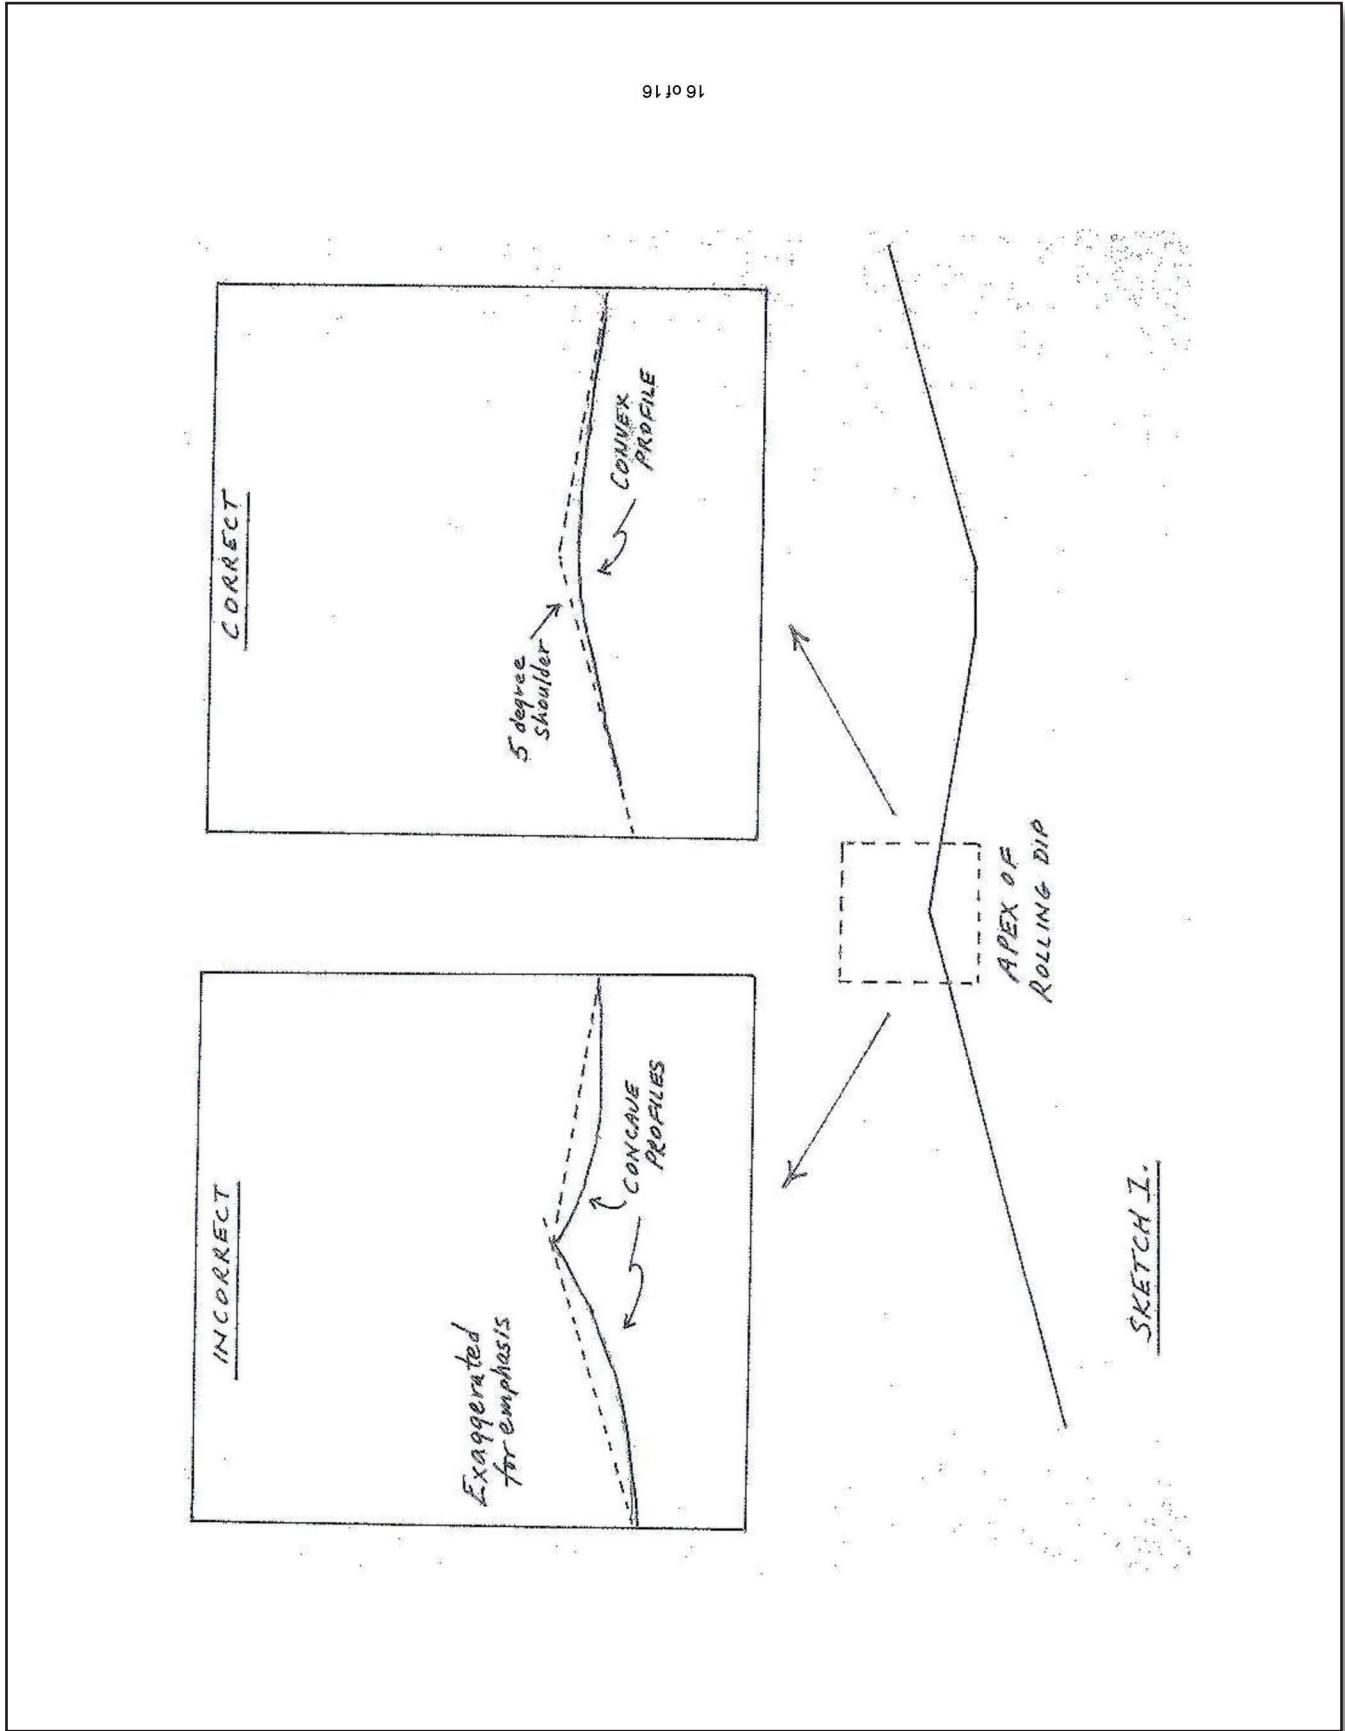 16 of 16
INCORRECT
Exaggerated
for emphasis
CONCAVE
PROFILES
CORRECT
5 degree
shoulder
CONVEX
PROFILE
APEX OF
ROLLING DIP
SKETCH 1.